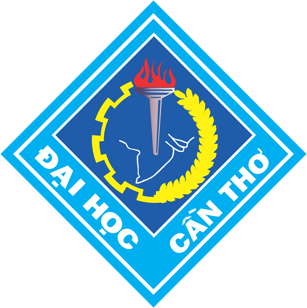 ĐẠI HỌC
CẦN THƠ